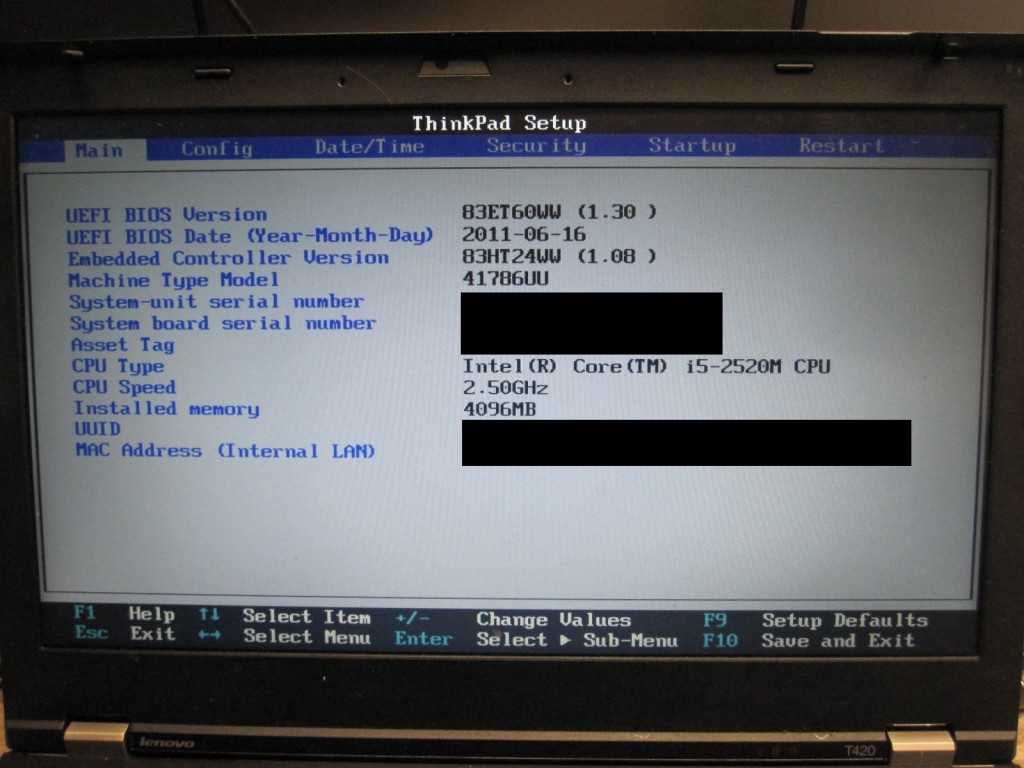 ThinkPad Setup
Main Config Date/Time Security Startup Restart
UEFI BIOS Version 83ET60WW (1.30 )
UEFI BIOS Date (Year-Month-Day) 2011-06-16
Embedded Controller Version 83HT24WW (1.08 )
Machine Type Model 41786UU
System-unit serial number
System board serial number
Asset Tag
CPU Type Intel(R) Core(TM) i5-2520M CPU
CPU Speed 2.50GHz
Installed memory 4096MB
UUID
MAC Address (Internal LAN)
F1 Help ↑↓ Select Item +/- Change Values F9 Setup Defaults
Esc Exit ←→ Select Menu Enter Select ▶ Sub-Menu F10 Save and Exit
lenovo T420